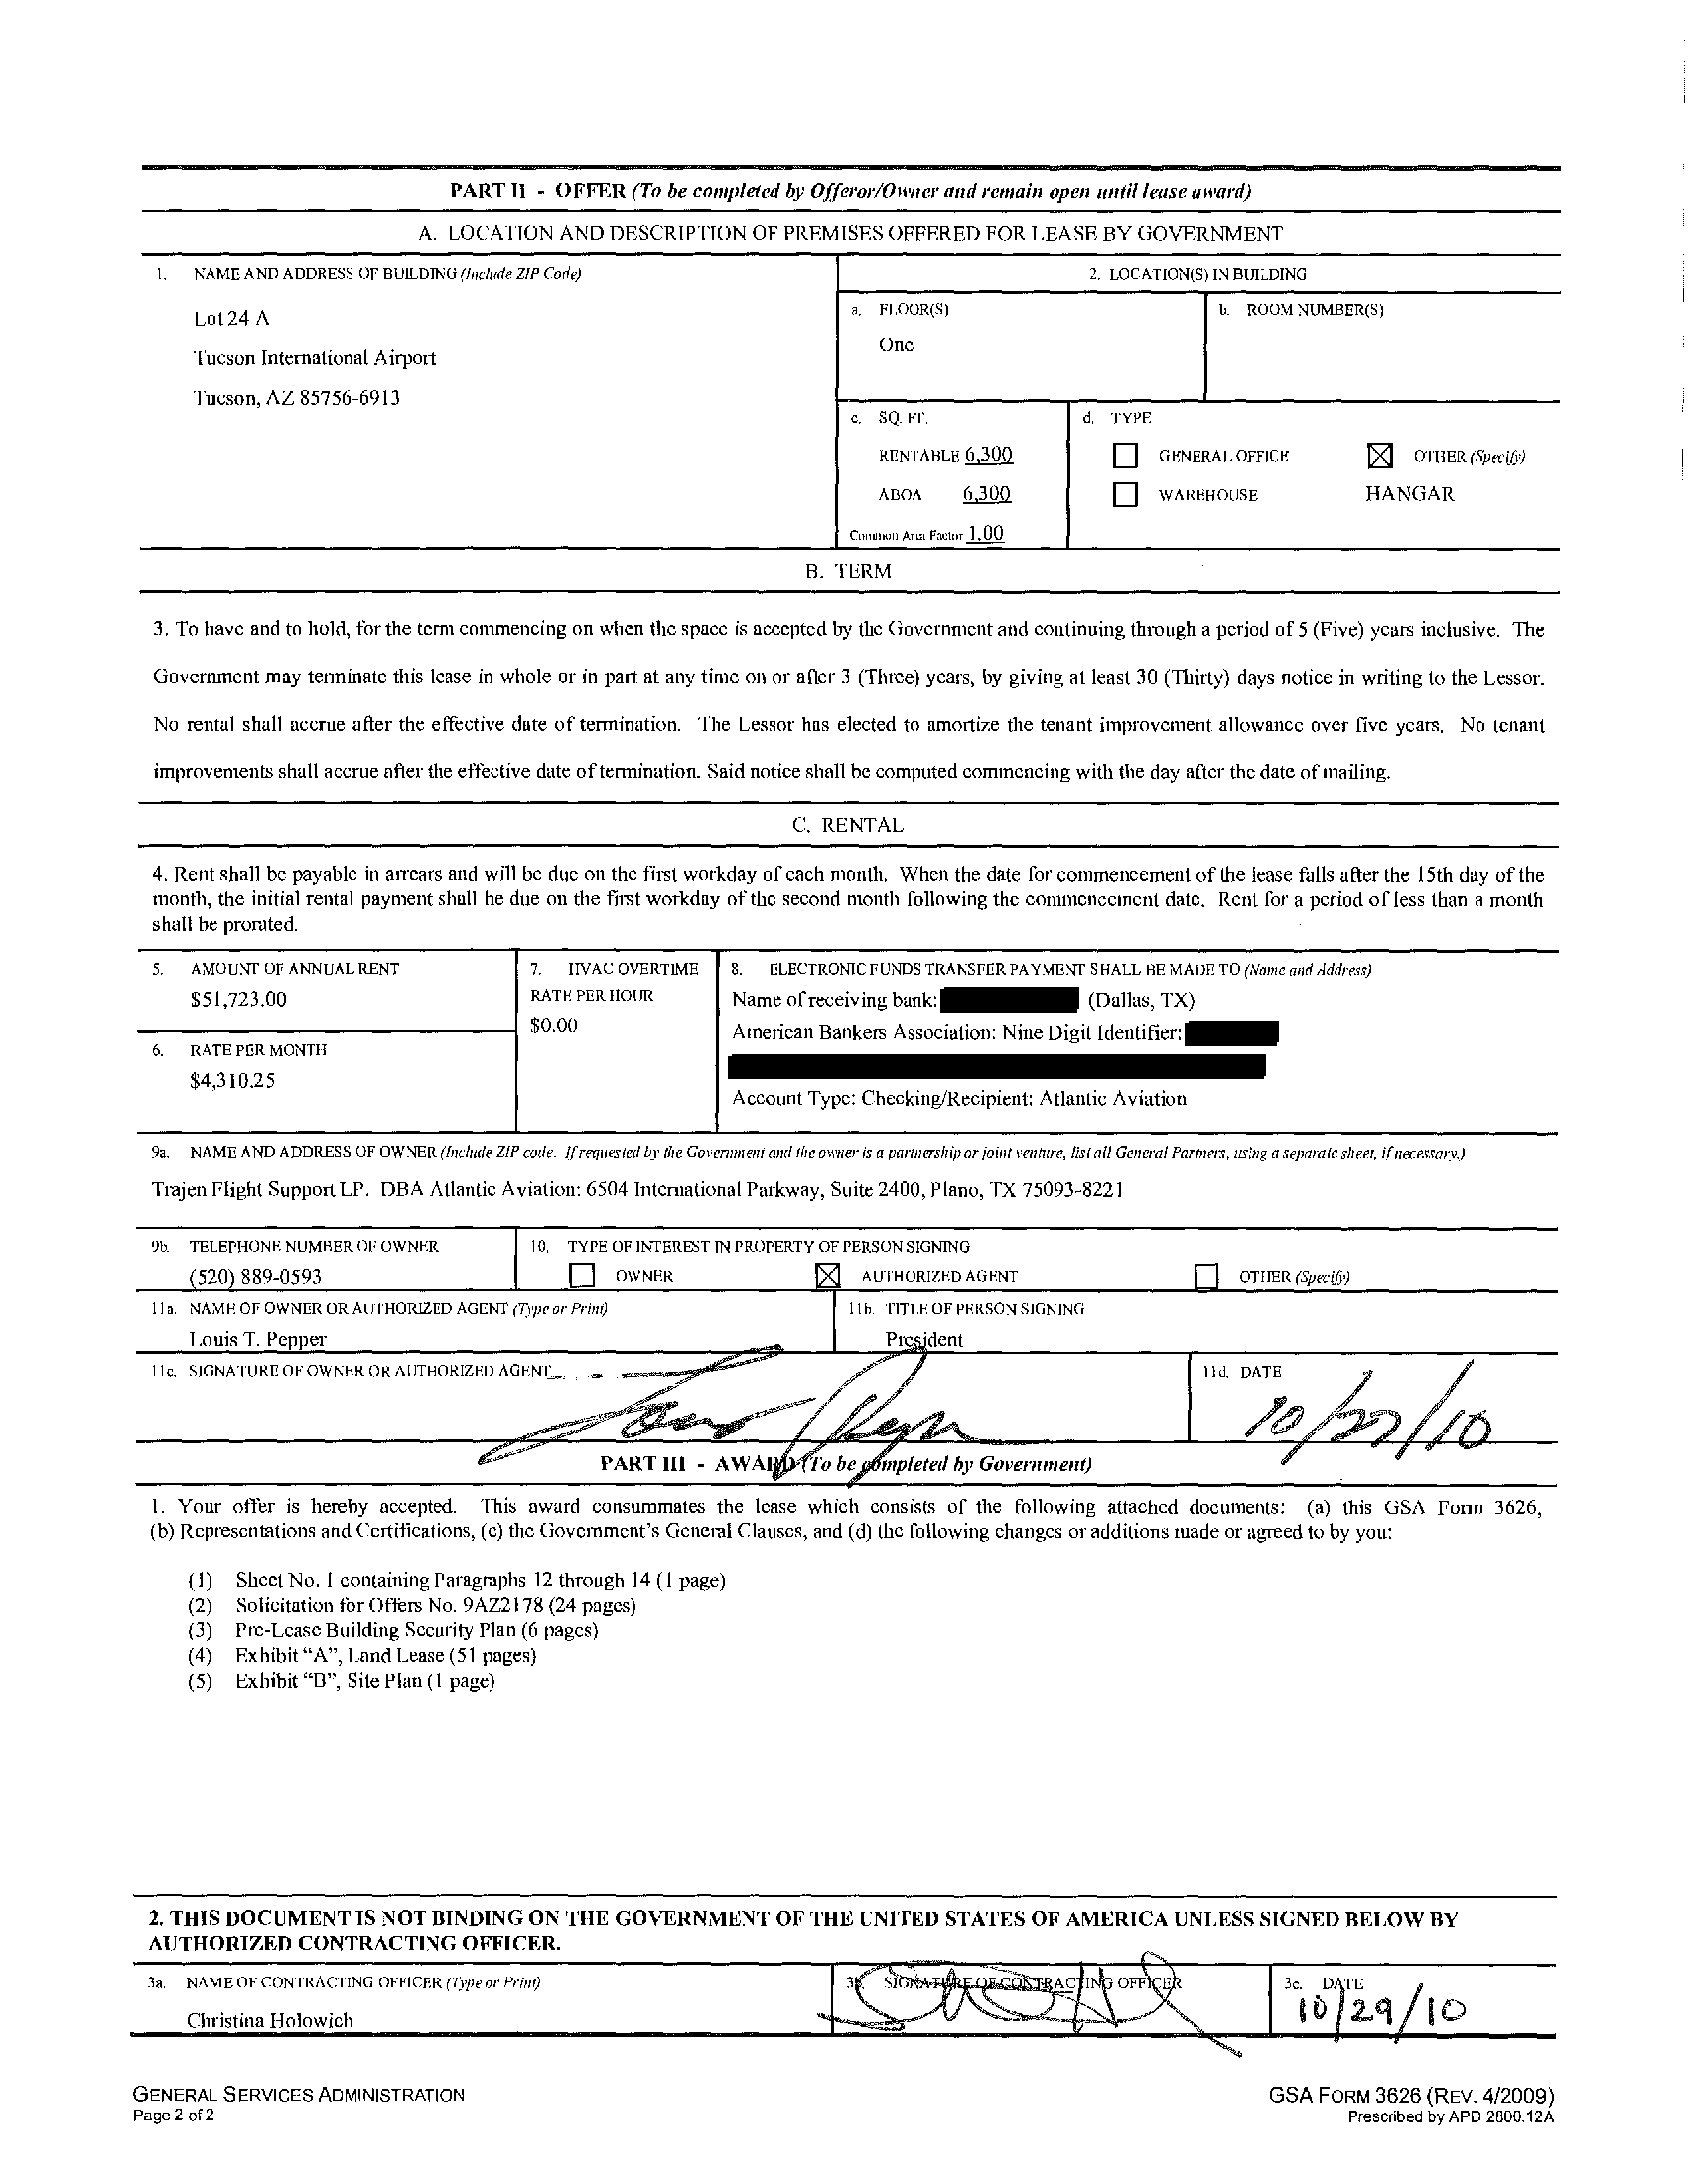 PART II - OFFER (To be completed by Offeror/Owner and remain open until lease award)
A. LOCATION AND DESCRIPTION OF PREMISES OFFERED FOR LEASE BY GOVERNMENT
1. NAME AND ADDRESS OF BUILDING (Include ZIP Code)
Lot 24 A
Tucson International Airport
Tucson, AZ 85756-6913
2. LOCATION(S) IN BUILDING
a. FLOOR(S)
One
b. ROOM NUMBER(S)
c. SQ. FT.
RENTABLE 6,300
ABOA 6,300
Common Area Factor 1.00
d. TYPE
GENERAL OFFICE
OTHER (Specify)
WAREHOUSE
HANGAR
B. TERM
3. To have and to hold, for the term commencing on when the space is accepted by the Government and continuing through a period of 5 (Five) years inclusive. The
Government may terminate this lease in whole or in part at any time on or after 3 (Three) years, by giving at least 30 (Thirty) days notice in writing to the Lessor.
No rental shall accrue after the effective date of termination. The Lessor has elected to amortize the tenant improvement allowance over five years. No tenant
improvements shall accrue after the effective date of termination. Said notice shall be computed commencing with the day after the date of mailing.
C. RENTAL
4. Rent shall be payable in arrears and will be due on the first workday of each month. When the date for commencement of the lease falls after the 15th day of the
month, the initial rental payment shall be due on the first workday of the second month following the commencement date. Rent for a period of less than a month
shall be prorated.
5. AMOUNT OF ANNUAL RENT
$51,723.00
6. RATE PER MONTH
$4,310.25
7. HVAC OVERTIME
RATE PER HOUR
$0.00
8. ELECTRONIC FUNDS TRANSFER PAYMENT SHALL BE MADE TO (Name and Address)
Name of receiving bank: (Dallas, TX)
American Bankers Association: Nine Digit Identifier:
Account Type: Checking/Recipient: Atlantic Aviation
9a. NAME AND ADDRESS OF OWNER (Include ZIP code. If requested by the Government and the owner is a partnership or joint venture, list all General Partners, using a separate sheet, if necessary.)
Trajen Flight Support LP. DBA Atlantic Aviation: 6504 International Parkway, Suite 2400, Plano, TX 75093-8221
9b. TELEPHONE NUMBER OF OWNER
(520) 889-0593
10. TYPE OF INTEREST IN PROPERTY OF PERSON SIGNING
OWNER
AUTHORIZED AGENT
OTHER (Specify)
11a. NAME OF OWNER OR AUTHORIZED AGENT (Type or Print)
Louis T. Pepper
11b. TITLE OF PERSON SIGNING
President
11c. SIGNATURE OF OWNER OR AUTHORIZED AGENT
11d. DATE
10/22/10
PART III - AWARD (To be completed by Government)
1. Your offer is hereby accepted. This award consummates the lease which consists of the following attached documents: (a) this GSA Form 3626,
(b) Representations and Certifications, (c) the Government's General Clauses, and (d) the following changes or additions made or agreed to by you:
(1) Sheet No. 1 containing Paragraphs 12 through 14 (1 page)
(2) Solicitation for Offers No. 9AZ2178 (24 pages)
(3) Pre-Lease Building Security Plan (6 pages)
(4) Exhibit "A", Land Lease (51 pages)
(5) Exhibit "B", Site Plan (1 page)
2. THIS DOCUMENT IS NOT BINDING ON THE GOVERNMENT OF THE UNITED STATES OF AMERICA UNLESS SIGNED BELOW BY
AUTHORIZED CONTRACTING OFFICER.
3a. NAME OF CONTRACTING OFFICER (Type or Print)
Christina Holowich
SIGNATURE OF CONTRACTING OFFICER
3c. DATE
10/29/10
GENERAL SERVICES ADMINISTRATION
Page 2 of 2
GSA FORM 3626 (REV. 4/2009)
Prescribed by APD 2800.12A